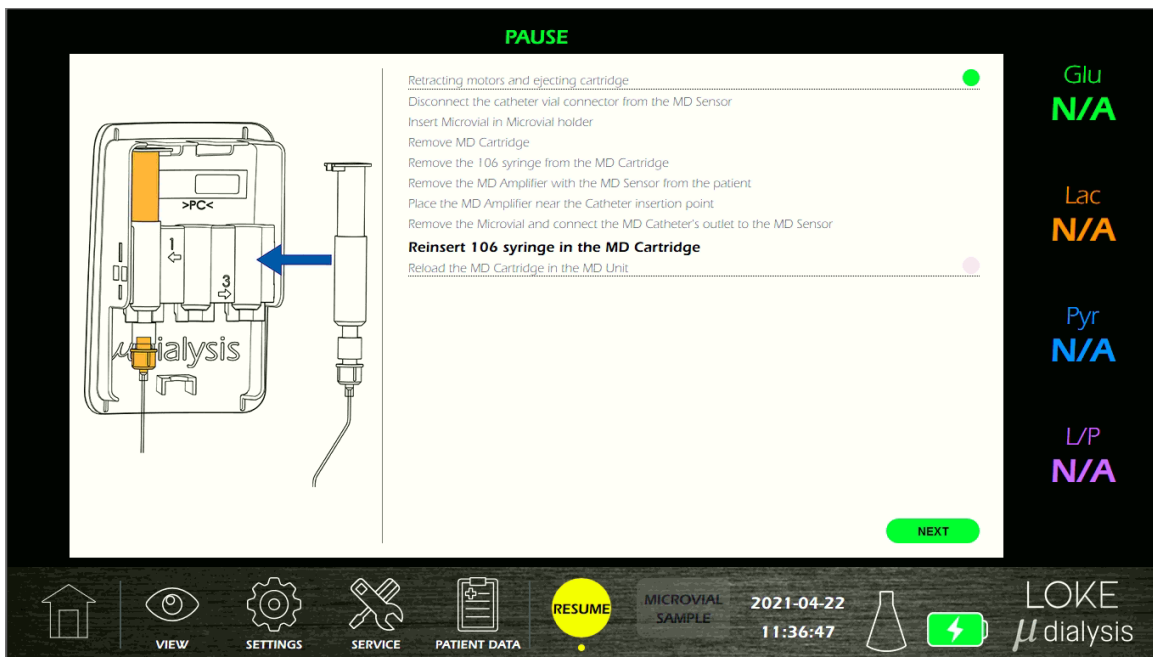 PAUSE
Retracting motors and ejecting cartridge
Disconnect the catheter vial connector from the MD Sensor
Insert Microvial in Microvial holder
Remove MD Cartridge
Remove the 106 syringe from the MD Cartridge
Remove the MD Amplifier with the MD Sensor from the patient
Place the MD Amplifier near the Catheter insertion point
Remove the Microvial and connect the MD Catheter's outlet to the MD Sensor
Reinsert 106 syringe in the MD Cartridge
Reload the MD Cartridge in the MD Unit
>PC<
1
3
μdialysis
NEXT
Glu
N/A
Lac
N/A
Pyr
N/A
L/P
N/A
VIEW
SETTINGS
SERVICE
PATIENT DATA
RESUME
MICROVIAL
SAMPLE
2021-04-22
11:36:47
LOKE
μ dialysis